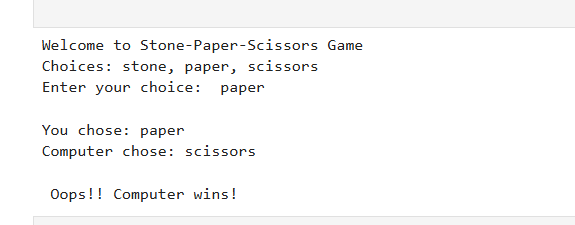 Welcome to Stone-Paper-Scissors Game
Choices: stone, paper, scissors
Enter your choice:  paper
You chose: paper
Computer chose: scissors
Oops!! Computer wins!